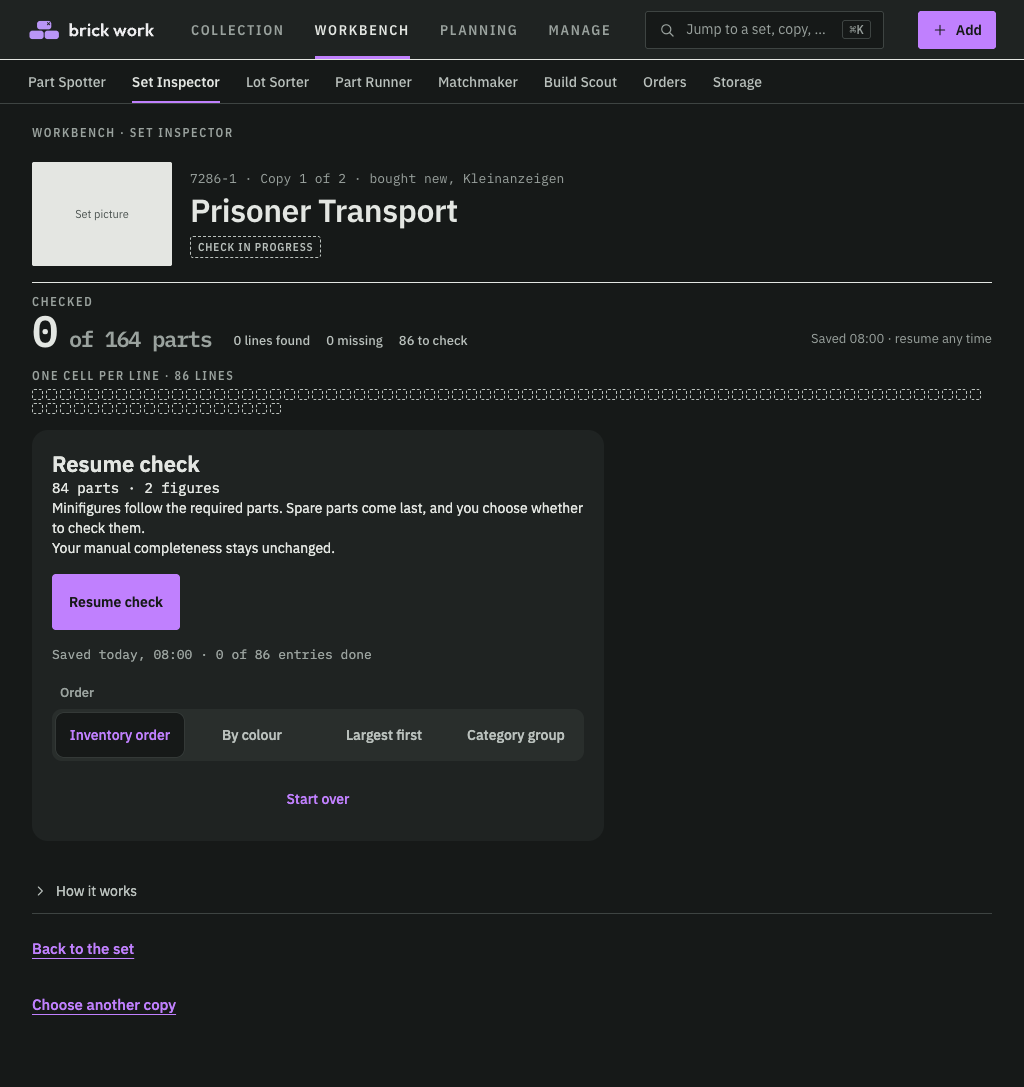 brick work
COLLECTION
WORKBENCH
PLANNING
MANAGE
Jump to a set, copy, ...
⌘K
+ Add
Part Spotter
Set Inspector
Lot Sorter
Part Runner
Matchmaker
Build Scout
Orders
Storage
WORKBENCH · SET INSPECTOR
Set picture
7286-1 · Copy 1 of 2 · bought new, Kleinanzeigen
Prisoner Transport
CHECK IN PROGRESS
CHECKED
0 of 164 parts
0 lines found
0 missing
86 to check
Saved 08:00 · resume any time
ONE CELL PER LINE · 86 LINES
Resume check
84 parts · 2 figures
Minifigures follow the required parts. Spare parts come last, and you choose whether
to check them.
Your manual completeness stays unchanged.
Resume check
Saved today, 08:00 · 0 of 86 entries done
Order
Inventory order
By colour
Largest first
Category group
Start over
How it works
Back to the set
Choose another copy